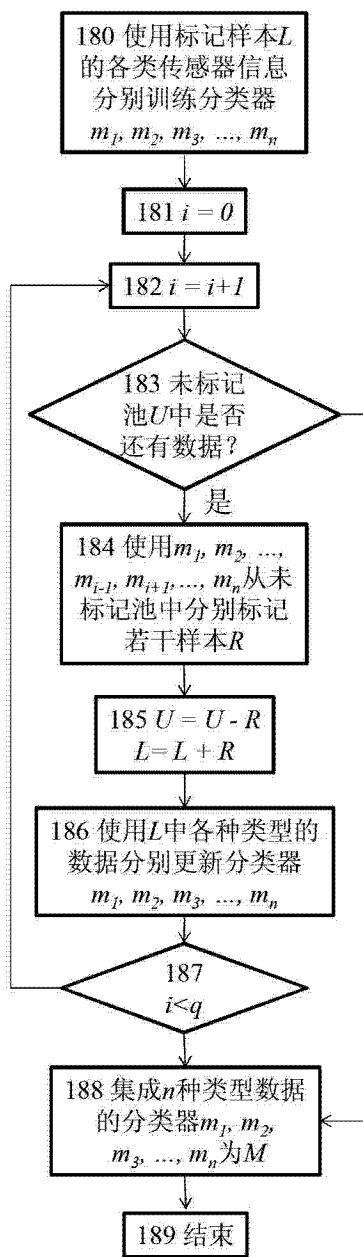 180 使用标记样本L
的各类传感器信息
分别训练分类器
m1, m2, m3, ..., mn
181 i = 0
182 i = i+1
183 未标记
池U中是否
还有数据？
是
184 使用m1, m2, ...,
mi-1, mi+1,..., mn从未
标记池中分别标记
若干样本R
185 U = U - R
L= L + R
186 使用L中各种类型的
数据分别更新分类器
m1, m2, m3, ..., mn
187
i<q
188 集成n种类型数据
的分类器m1, m2,
m3, ..., mn为M
189 结束